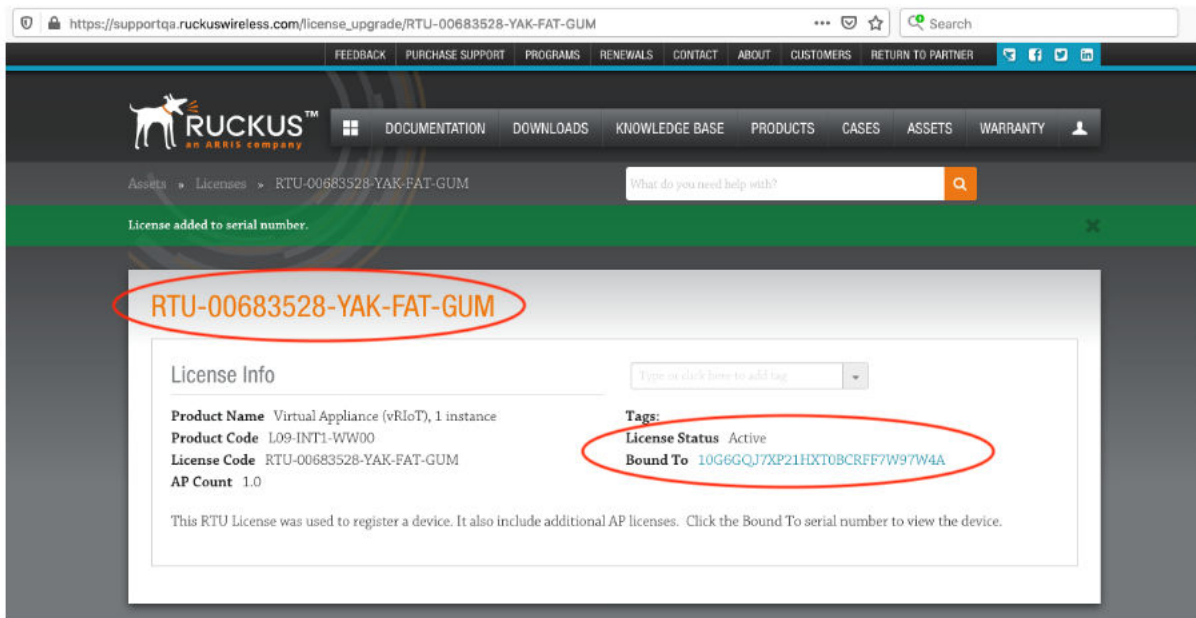 https://supportqa.ruckuswireless.com/license_upgrade/RTU-00683528-YAK-FAT-GUM
Search
FEEDBACK PURCHASE SUPPORT PROGRAMS RENEWALS CONTACT ABOUT CUSTOMERS RETURN TO PARTNER
RUCKUS™
an ARRIS company
DOCUMENTATION DOWNLOADS KNOWLEDGE BASE PRODUCTS CASES ASSETS WARRANTY
Assets » Licenses » RTU-00683528-YAK-FAT-GUM
What do you need help with?
License added to serial number.
RTU-00683528-YAK-FAT-GUM
License Info
Type or click here to add tag
Product Name Virtual Appliance (vRIoT), 1 instance
Tags:
Product Code L09-INT1-WW00
License Status Active
License Code RTU-00683528-YAK-FAT-GUM
Bound To 10G6GQJ7XP21HXT0BCRFF7W97W4A
AP Count 1.0
This RTU License was used to register a device. It also include additional AP licenses. Click the Bound To serial number to view the device.